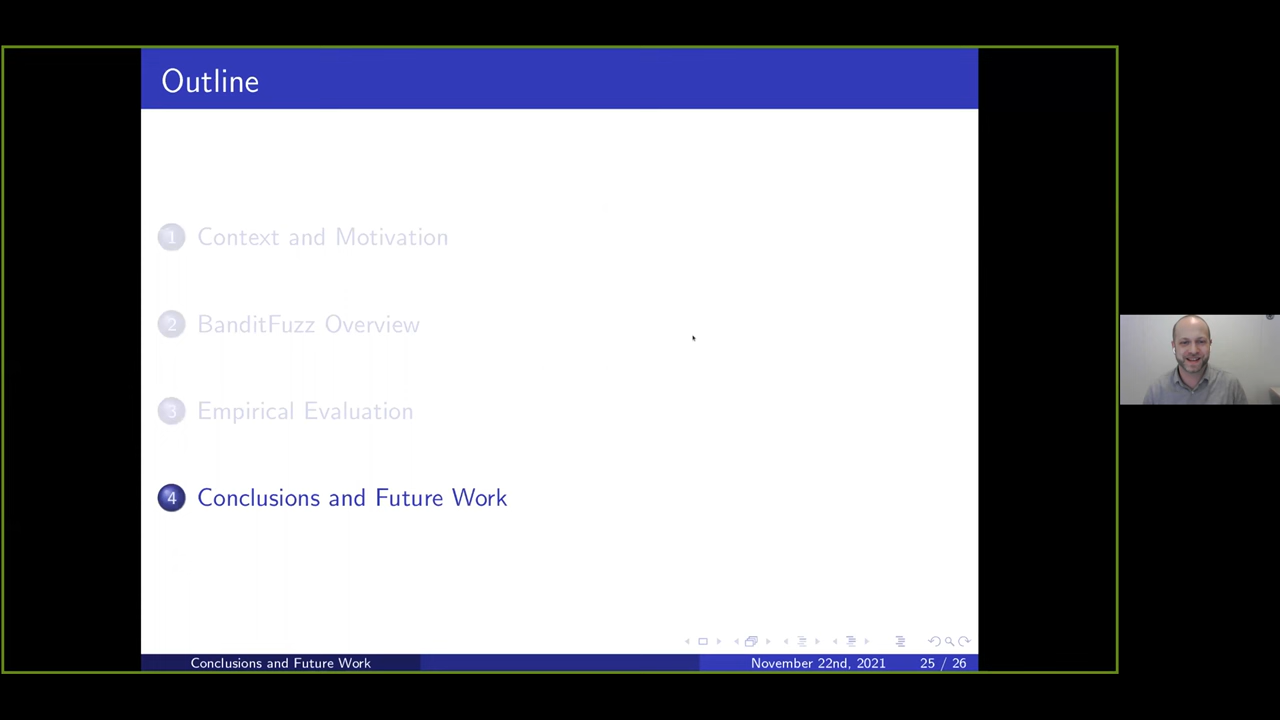 Outline
1 Context and Motivation
2 BanditFuzz Overview
3 Empirical Evaluation
4 Conclusions and Future Work
Conclusions and Future Work November 22nd, 2021 25 / 26